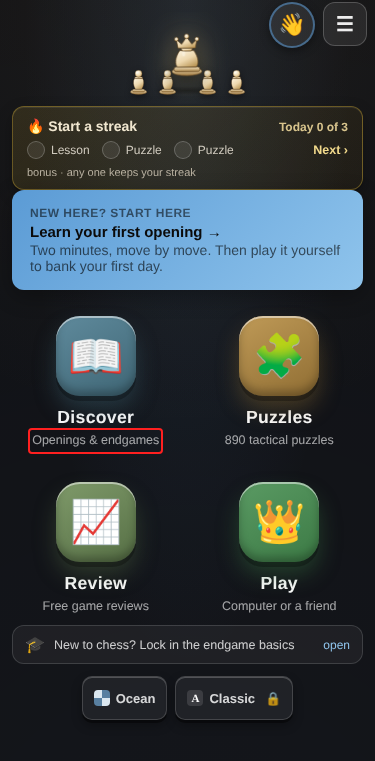 🔥 Start a streak
Today 0 of 3
Lesson
Puzzle
Puzzle
Next ›
bonus · any one keeps your streak
NEW HERE? START HERE
Learn your first opening →
Two minutes, move by move. Then play it yourself
to bank your first day.
Discover
Openings & endgames
Puzzles
890 tactical puzzles
Review
Free game reviews
Play
Computer or a friend
New to chess? Lock in the endgame basics
open
Ocean
A Classic